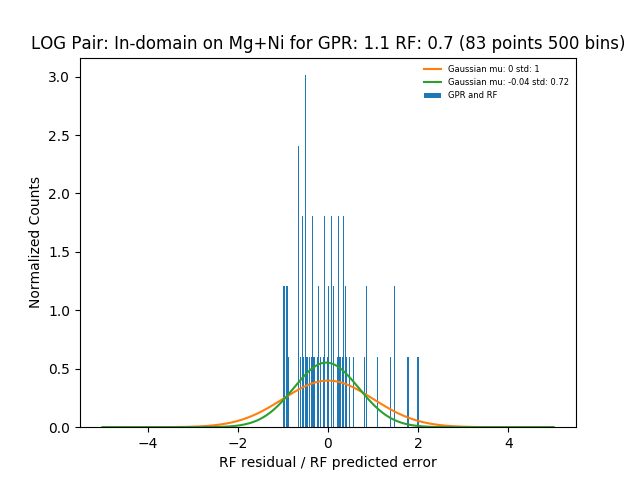 LOG Pair: In-domain on Mg+Ni for GPR: 1.1 RF: 0.7 (83 points 500 bins)
Gaussian mu: 0 std: 1
Gaussian mu: -0.04 std: 0.72
GPR and RF
3.0
2.5
2.0
1.5
1.0
0.5
0.0
Normalized Counts
−4 −2 0 2 4
RF residual / RF predicted error